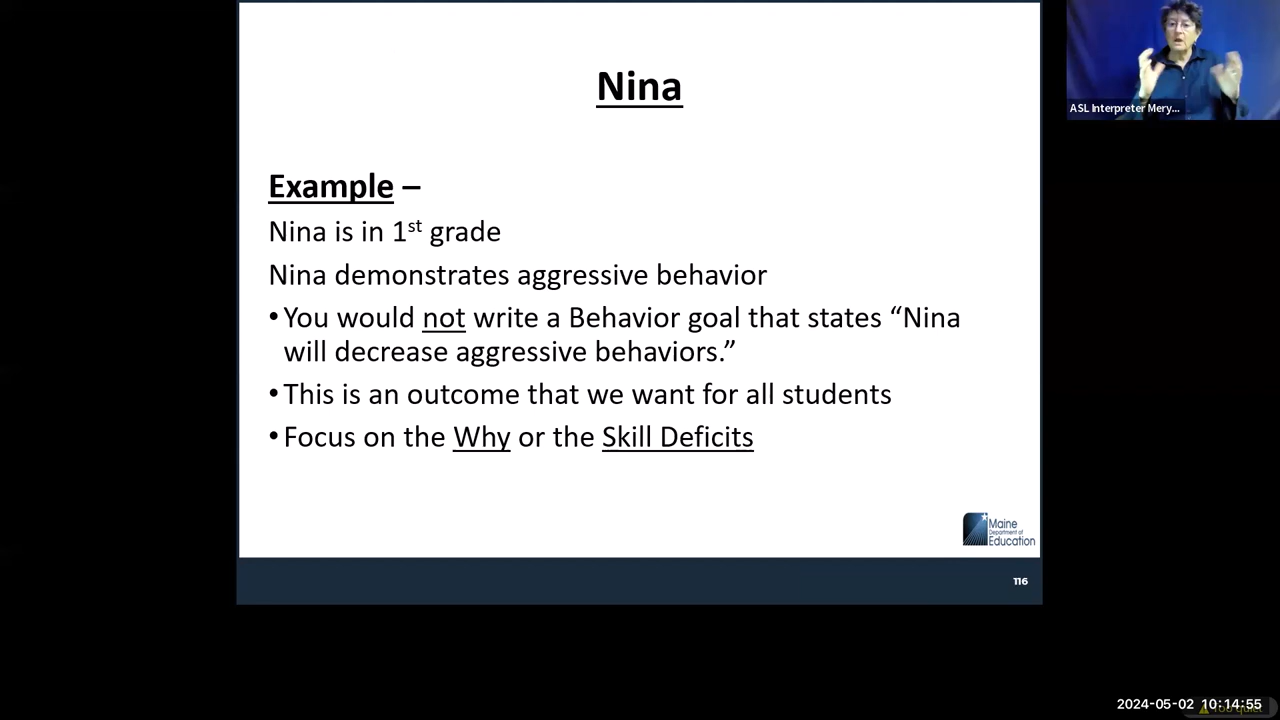 Nina
ASL Interpreter Mery...
Example –
Nina is in 1st grade
Nina demonstrates aggressive behavior
• You would not write a Behavior goal that states “Nina
will decrease aggressive behaviors.”
• This is an outcome that we want for all students
• Focus on the Why or the Skill Deficits
Maine
Department of
Education
116
2024-05-02 10:14:55